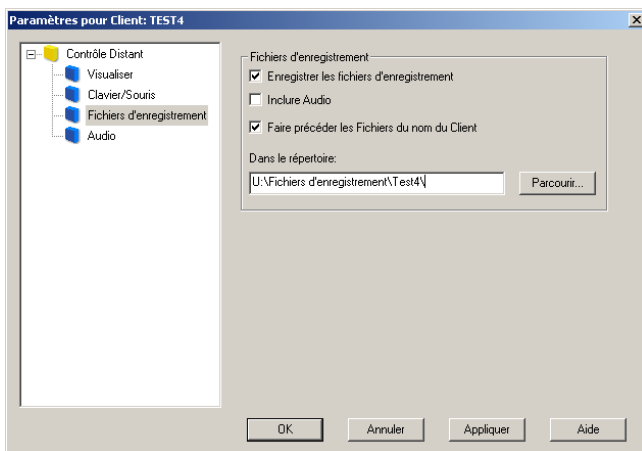 Paramètres pour Client: TEST4
Contrôle Distant
Visualiser
Clavier/Souris
Fichiers d'enregistrement
Audio
Fichiers d'enregistrement
Enregistrer les fichiers d'enregistrement
Inclure Audio
Faire précéder les Fichiers du nom du Client
Dans le répertoire:
U:\Fichiers d'enregistrement\Test4\
Parcourir...
OK
Annuler
Appliquer
Aide